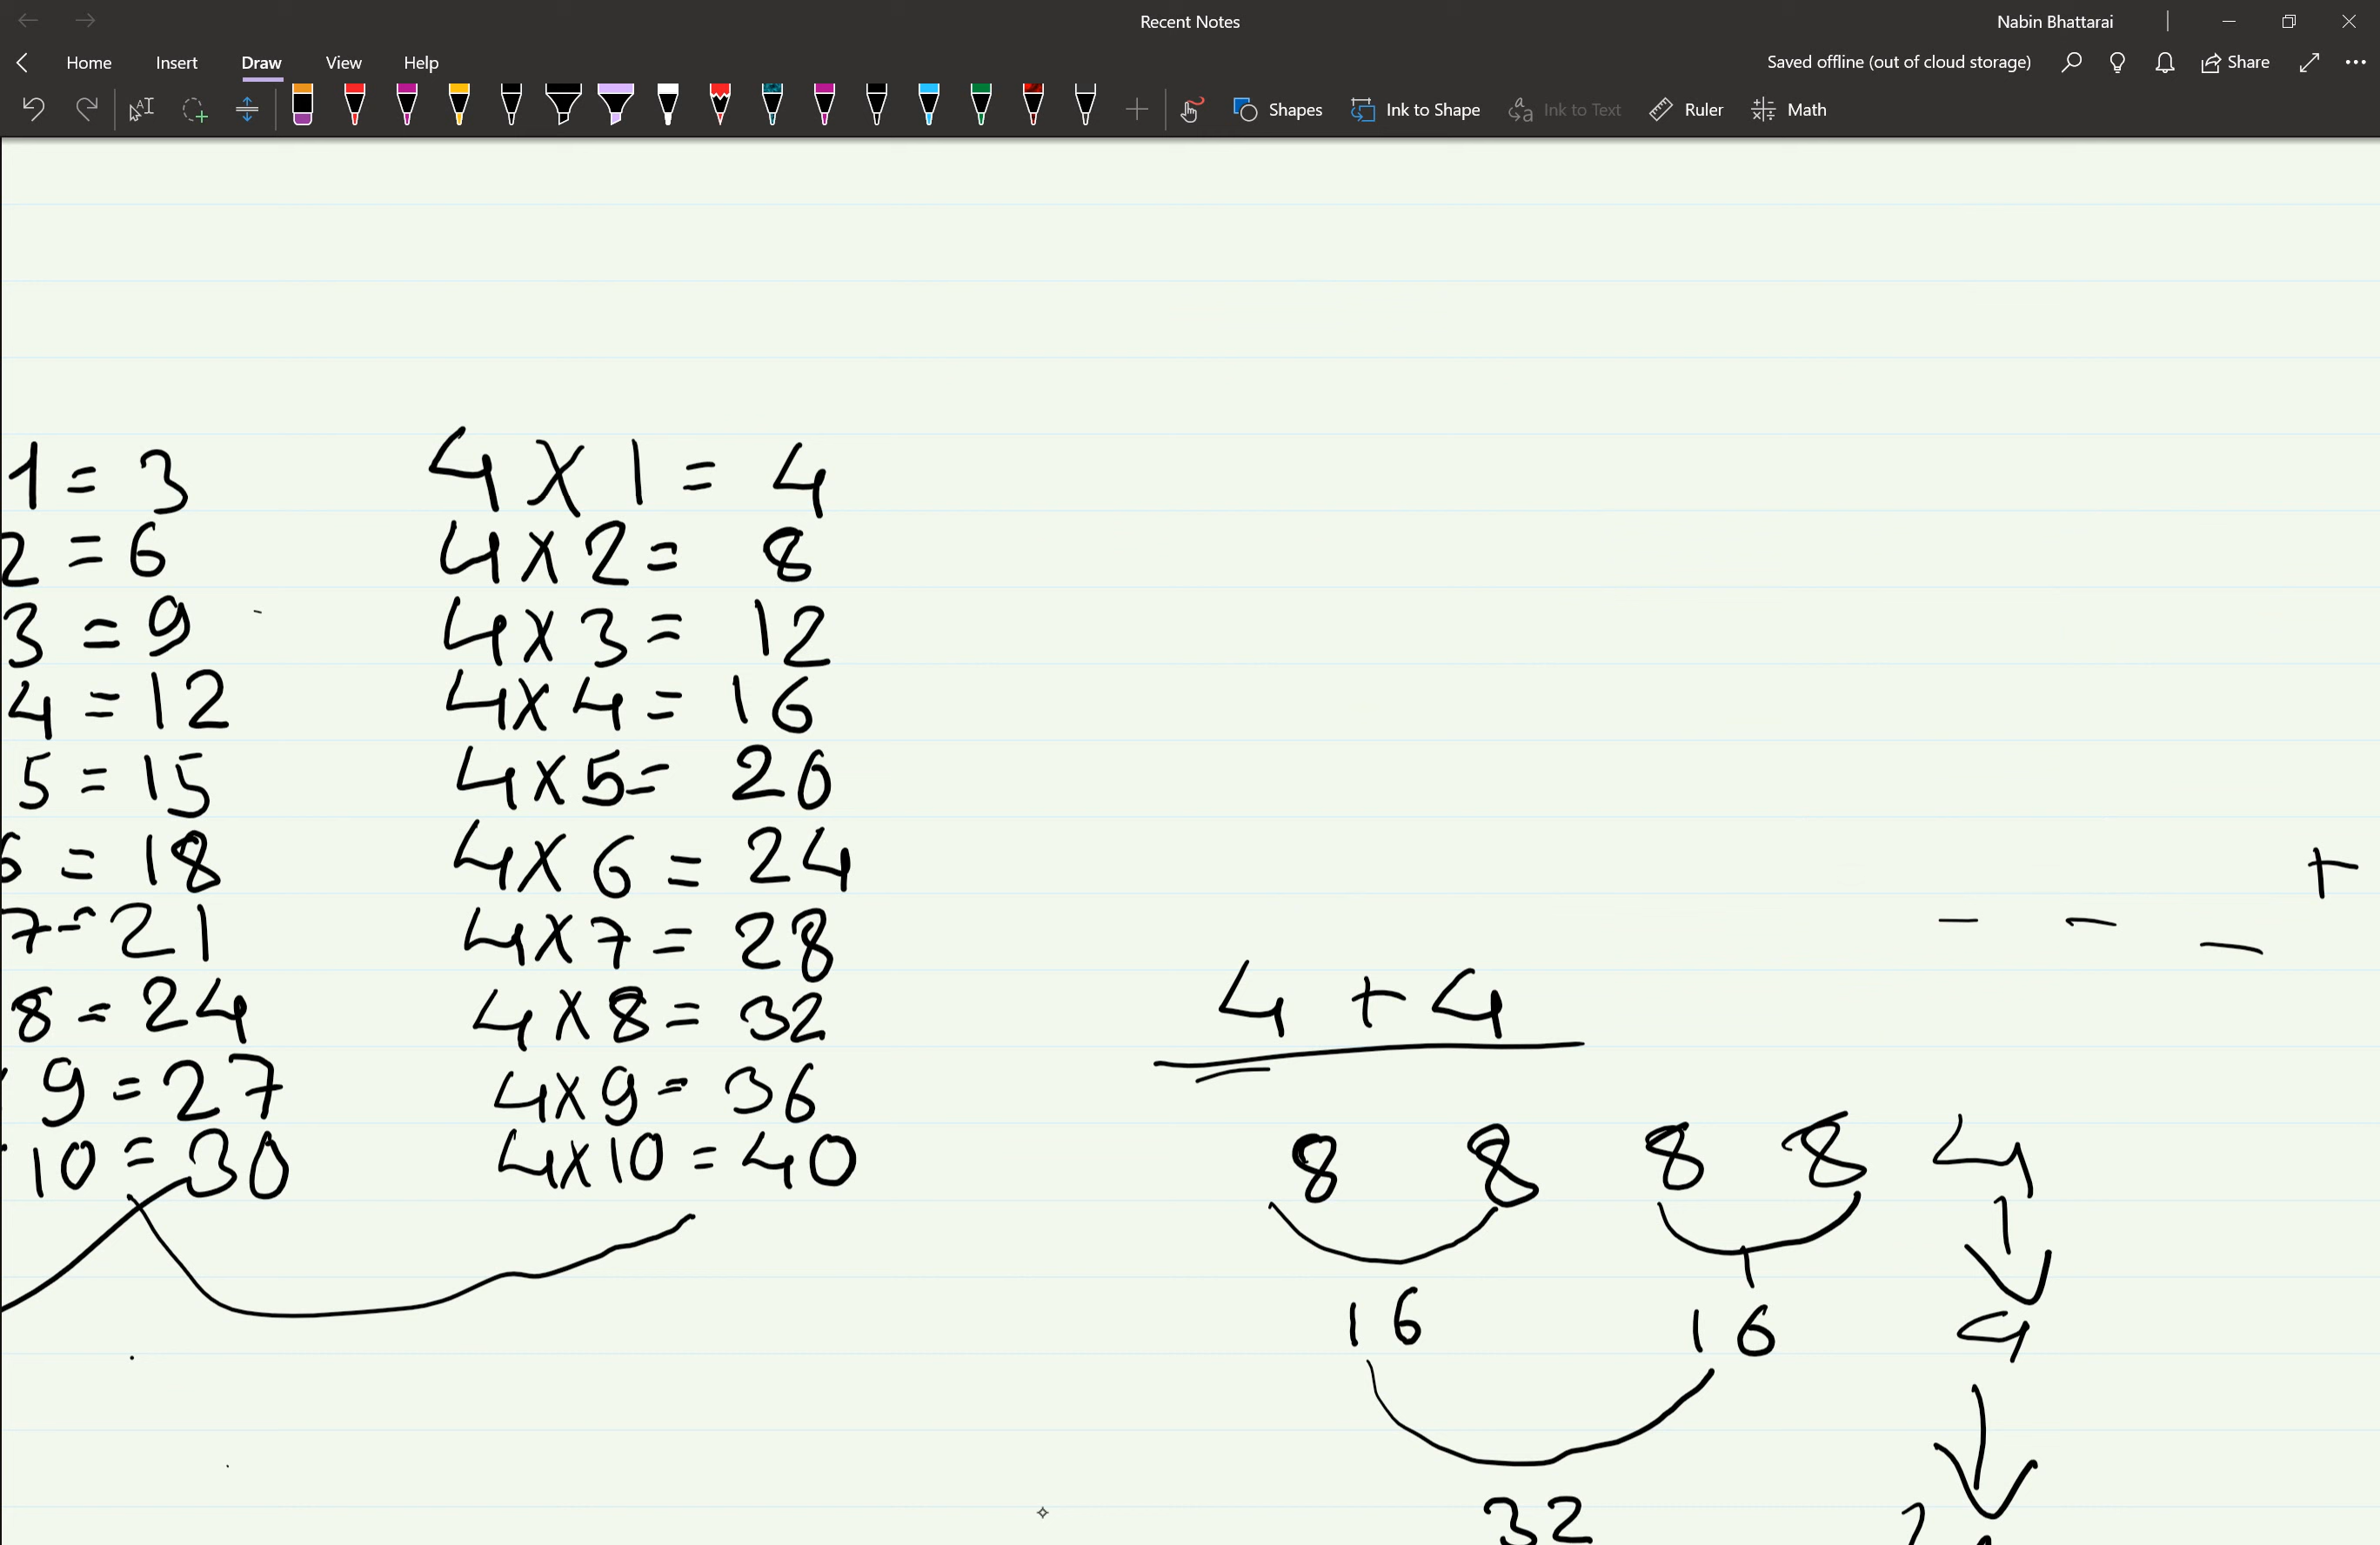 Recent Notes
Nabin Bhattarai
Home Insert Draw View Help
Saved offline (out of cloud storage)
Share
Shapes
Ink to Shape
Ink to Text
Ruler
Math
1 = 3
2 = 6
3 = 9
4 = 12
5 = 15
6 = 18
7 = 21
8 = 24
9 = 27
10 = 30
4 X 1 = 4
4 X 2 = 8
4 X 3 = 12
4 X 4 = 16
4 X 5 = 20
4 X 6 = 24
4 X 7 = 28
4 X 8 = 32
4 X 9 = 36
4 X 10 = 40
- - - +
4 + 4
8 8 8 8 4
16 16 4
32